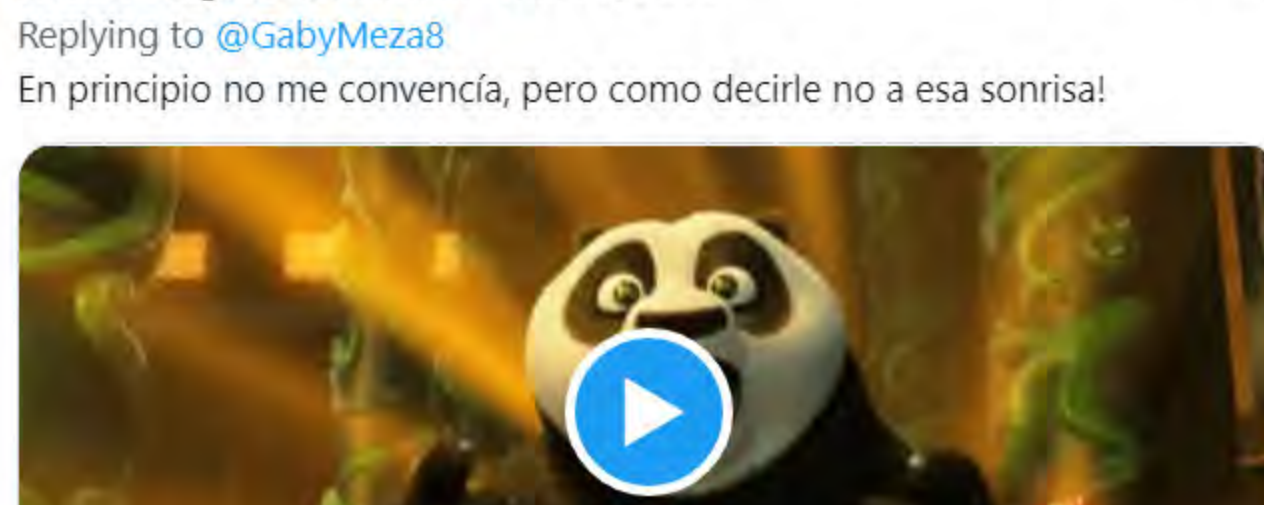 Replying to @GabyMeza8
En principio no me convencía, pero como decirle no a esa sonrisa!